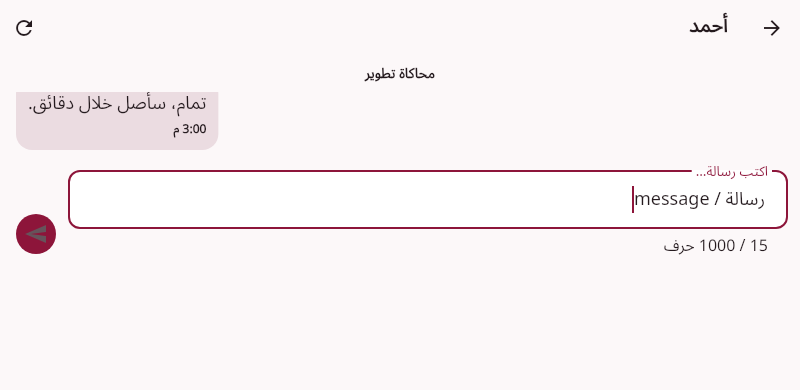 أحمد
محاكاة تطوير
تمام، سأصل خلال دقائق.
3:00 م
اكتب رسالة...
رسالة / message
15 / 1000 حرف